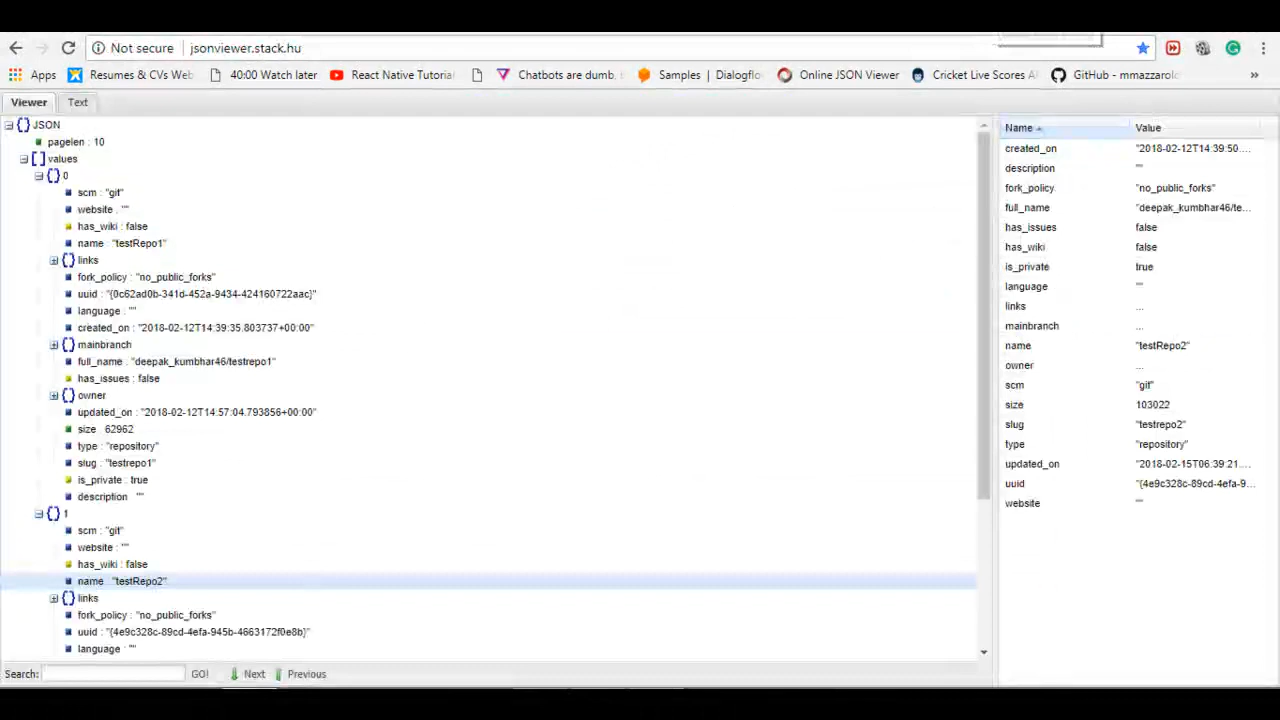 Not secure jsonviewer.stack.hu
Apps Resumes & CVs Web 40:00 Watch later React Native Tutoria Chatbots are dumb. Samples | Dialogflo Online JSON Viewer Cricket Live Scores A GitHub - mmazzarolo »
Viewer Text
JSON
pagelen : 10
values
0
scm : "git"
website : ""
has_wiki : false
name : "testRepo1"
links
fork_policy : "no_public_forks"
uuid : "{0c62ad0b-341d-452a-9434-424160722aac}"
language : ""
created_on : "2018-02-12T14:39:35.803737+00:00"
mainbranch
full_name : "deepak_kumbhar46/testrepo1"
has_issues : false
owner
updated_on : "2018-02-12T14:57:04.793856+00:00"
size : 62962
type : "repository"
slug : "testrepo1"
is_private : true
description : ""
1
scm : "git"
website : ""
has_wiki : false
name : "testRepo2"
links
fork_policy : "no_public_forks"
uuid : "{4e9c328c-89cd-4efa-945b-4663172f0e8b}"
language : ""
Search: GO! Next Previous
Name Value
created_on "2018-02-12T14:39:50....
description ""
fork_policy "no_public_forks"
full_name "deepak_kumbhar46/te...
has_issues false
has_wiki false
is_private true
language ""
links ...
mainbranch ...
name "testRepo2"
owner ...
scm "git"
size 103022
slug "testrepo2"
type "repository"
updated_on "2018-02-15T06:39:21....
uuid "{4e9c328c-89cd-4efa-9...
website ""